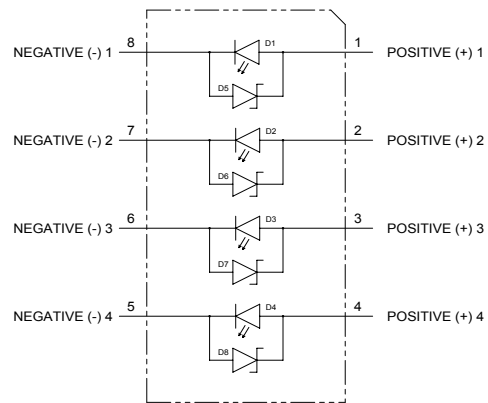 NEGATIVE (-) 1 8 D1 1 POSITIVE (+) 1
D5
NEGATIVE (-) 2 7 D2 2 POSITIVE (+) 2
D6
NEGATIVE (-) 3 6 D3 3 POSITIVE (+) 3
D7
NEGATIVE (-) 4 5 D4 4 POSITIVE (+) 4
D8